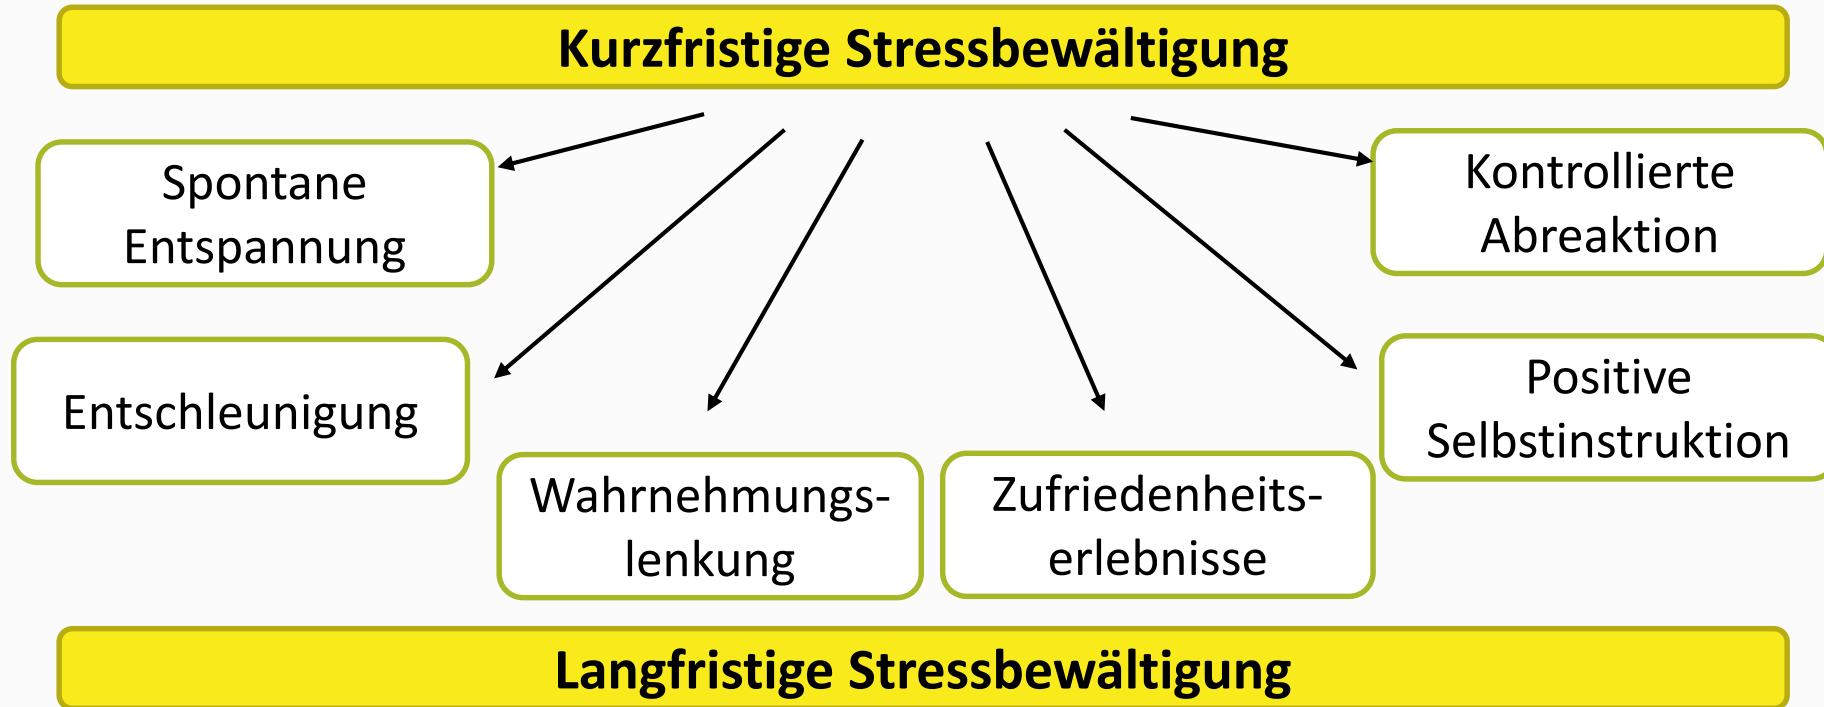 Kurzfristige Stressbewältigung
Spontane
Entspannung
Kontrollierte
Abreaktion
Entschleunigung
Positive
Selbstinstruktion
Wahrnehmungs-
lenkung
Zufriedenheits-
erlebnisse
Langfristige Stressbewältigung